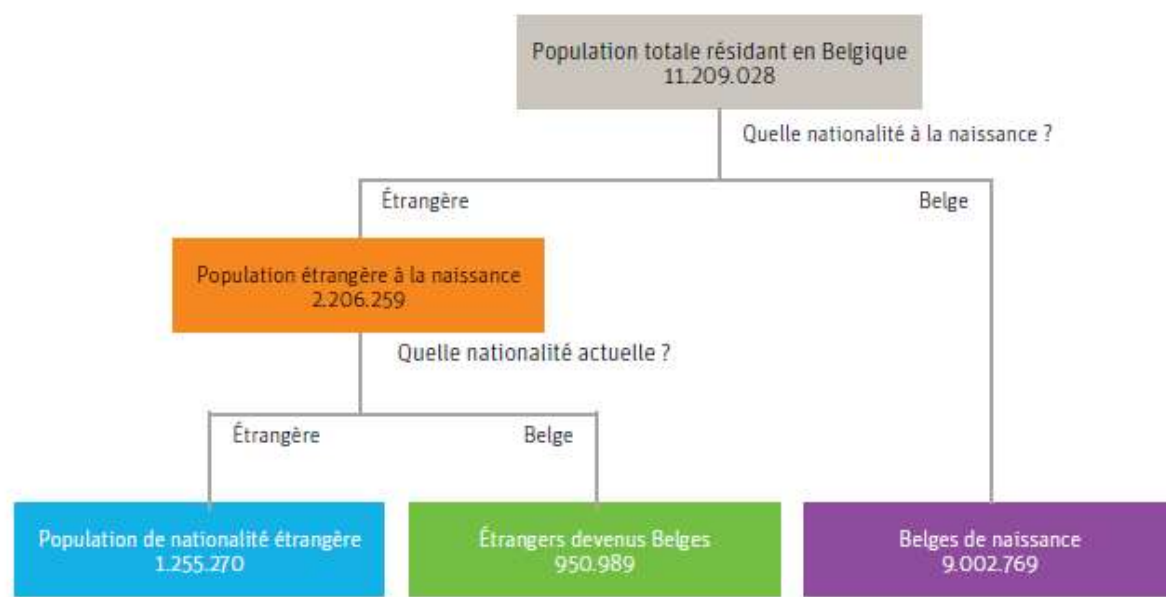 Population totale résidant en Belgique
11.209.028
Quelle nationalité à la naissance ?
Étrangère
Belge
Population étrangère à la naissance
2.206.259
Quelle nationalité actuelle ?
Étrangère
Belge
Population de nationalité étrangère
1.255.270
Étrangers devenus Belges
950.989
Belges de naissance
9.002.769